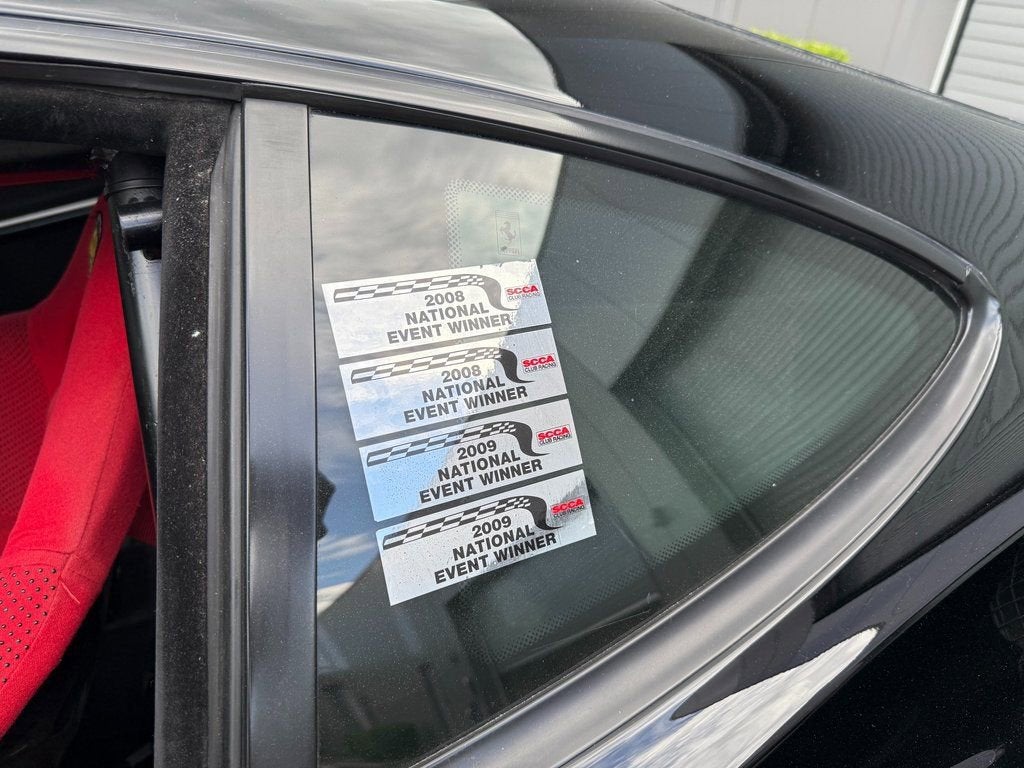 2008
SCCA
CLUB RACING
NATIONAL
EVENT WINNER
2008
SCCA
CLUB RACING
NATIONAL
EVENT WINNER
2009
SCCA
CLUB RACING
NATIONAL
EVENT WINNER
2009
SCCA
CLUB RACING
NATIONAL
EVENT WINNER